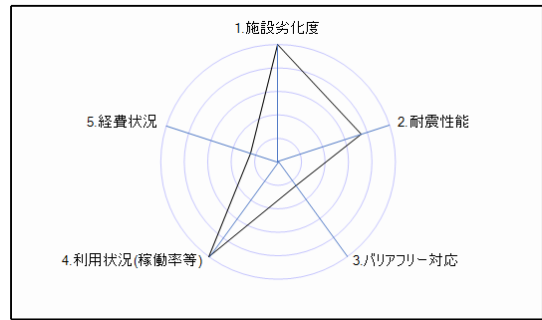 1.施設劣化度
2.耐震性能
3.バリアフリー対応
4.利用状況(稼働率等)
5.経費状況